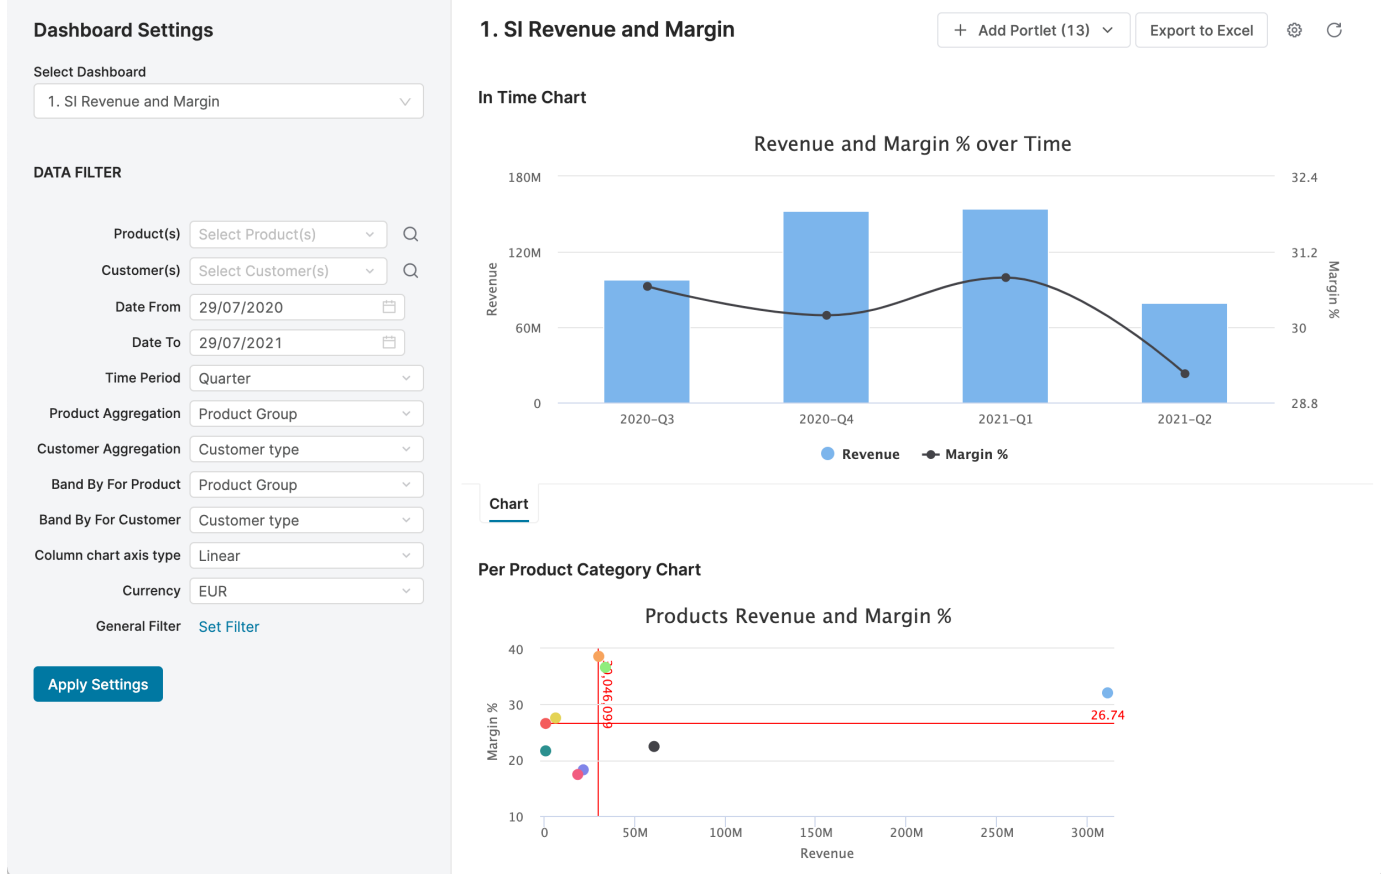 Dashboard Settings
Select Dashboard
1. SI Revenue and Margin
DATA FILTER
Product(s) Select Product(s)
Customer(s) Select Customer(s)
Date From 29/07/2020
Date To 29/07/2021
Time Period Quarter
Product Aggregation Product Group
Customer Aggregation Customer type
Band By For Product Product Group
Band By For Customer Customer type
Column chart axis type Linear
Currency EUR
General Filter Set Filter
Apply Settings
1. SI Revenue and Margin
Add Portlet (13)
Export to Excel
In Time Chart
Revenue and Margin % over Time
180M 32.4
120M 31.2
60M 30
0 28.8
Revenue
Margin %
2020-Q3 2020-Q4 2021-Q1 2021-Q2
Revenue Margin %
Chart
Per Product Category Chart
Products Revenue and Margin %
40
30
20
10
Margin %
26.74
0 50M 100M 150M 200M 250M 300M
Revenue